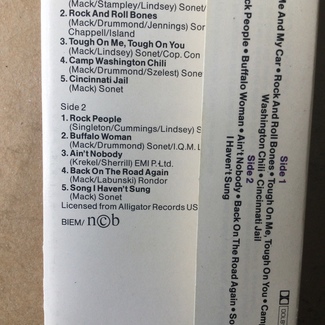 (Mack/Stampley/Lindsey) Sonet/
2. Rock And Roll Bones
(Mack/Drummond/Jennings) Sor
Chappell/Island
3. Tough On Me, Tough On You
(Mack/Lindsey) Sonet/Cop. Con
4. Camp Washington Chili
(Mack/Drummond/Szelest) Sone
5. Cincinnati Jail
(Mack) Sonet
Side 2
1. Rock People
(Singleton/Cummings/Lindsey) S
2. Buffalo Woman
(Mack/Drummond) Sonet/I.Q.M. L
3. Ain't Nobody
(Krekel/Sherrill) EMI P. Ltd.
4. Back On The Road Again
(Mack/Labunski) Rondor
5. Song I Haven't Sung
(Mack) Sonet
Licensed from Alligator Records US
BIEM/ n©b
Side 1
Me And My Car • Rock And Roll Bones • Tough On Me, Tough On You • Cam
Washington Chili • Cincinnati Jail
Side 2
ck People • Buffalo Woman • Ain't Nobody • Back On The Road Again • So
I Haven't Sung
DOLBY